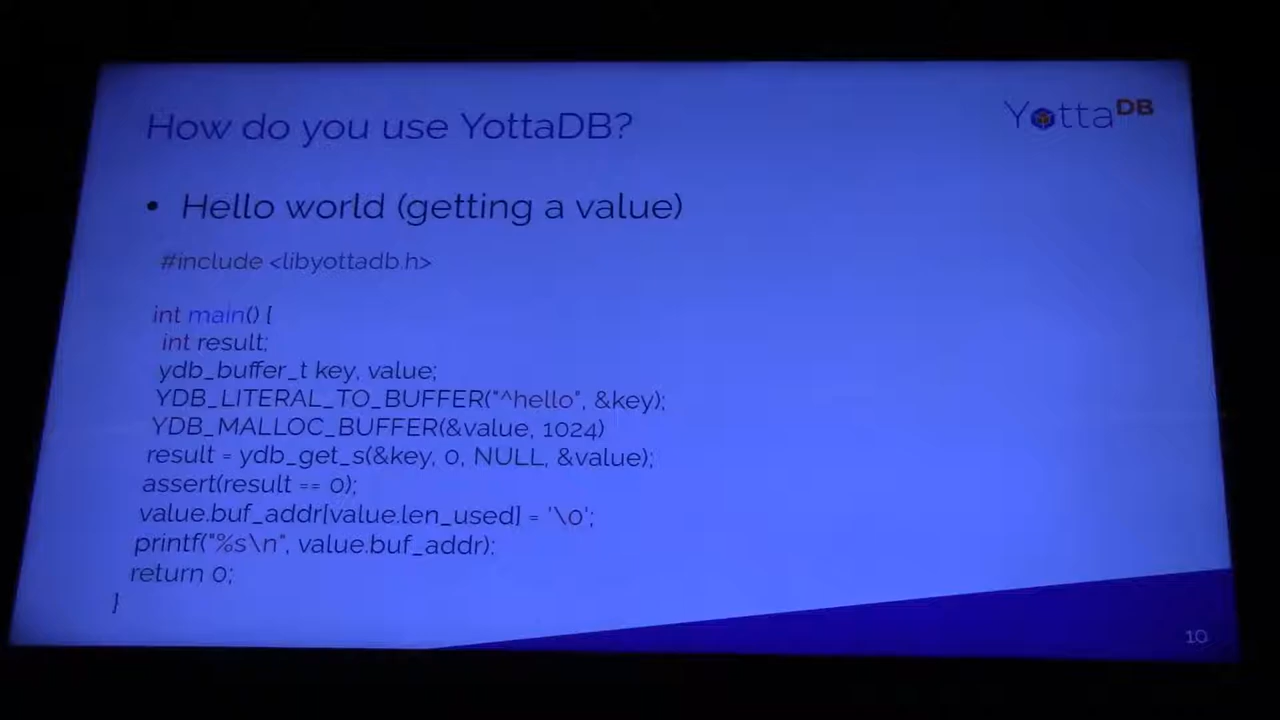 How do you use YottaDB?
YottaDB
• Hello world (getting a value)
#include <libyottadb.h>
int main() {
int result;
ydb_buffer_t key, value;
YDB_LITERAL_TO_BUFFER("^hello", &key);
YDB_MALLOC_BUFFER(&value, 1024)
result = ydb_get_s(&key, 0, NULL, &value);
assert(result == 0);
value.buf_addr[value.len_used] = '\0';
printf("%s\n", value.buf_addr):
return 0;
}
10